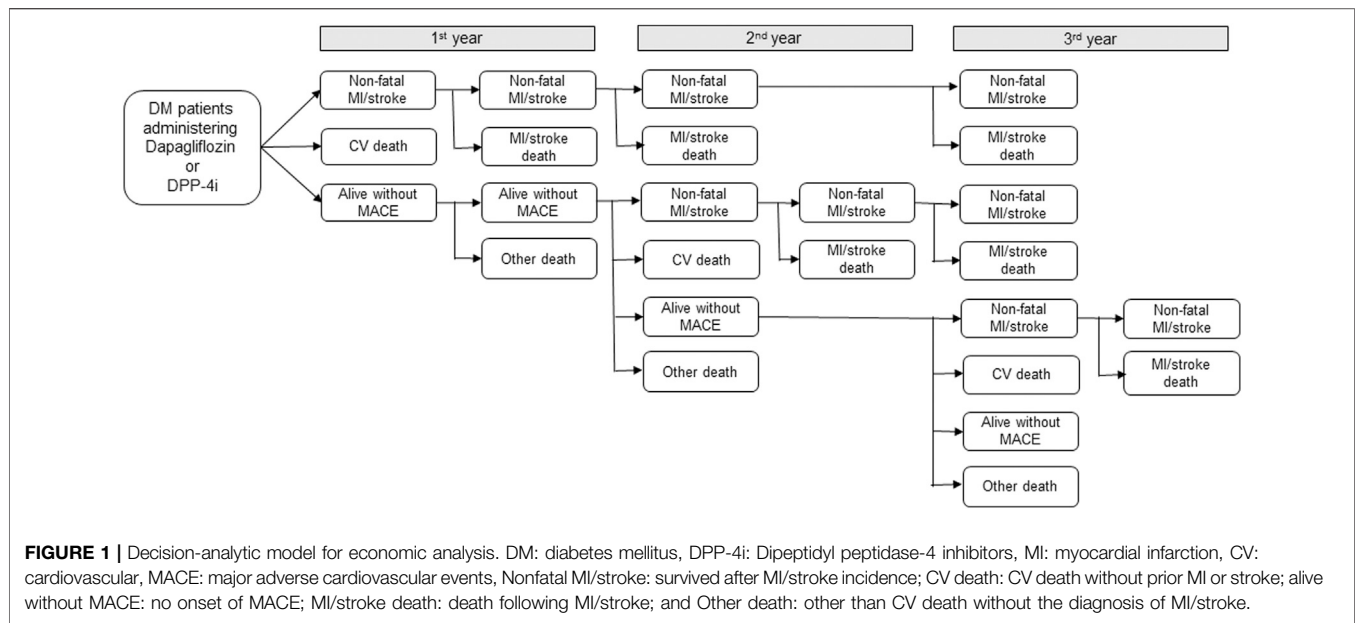 1st year
2nd year
3rd year
DM patients
administering
Dapagliflozin
or
DPP-4i
Non-fatal
MI/stroke
Non-fatal
MI/stroke
Non-fatal
MI/stroke
Non-fatal
MI/stroke
CV death
MI/stroke
death
MI/stroke
death
MI/stroke
death
Alive without
MACE
Alive without
MACE
Non-fatal
MI/stroke
Non-fatal
MI/stroke
Non-fatal
MI/stroke
Other death
CV death
MI/stroke
death
MI/stroke
death
Alive without
MACE
Non-fatal
MI/stroke
Non-fatal
MI/stroke
Other death
CV death
MI/stroke
death
Alive without
MACE
Other death
FIGURE 1 | Decision-analytic model for economic analysis. DM: diabetes mellitus, DPP-4i: Dipeptidyl peptidase-4 inhibitors, MI: myocardial infarction, CV:
cardiovascular, MACE: major adverse cardiovascular events, Nonfatal MI/stroke: survived after MI/stroke incidence; CV death: CV death without prior MI or stroke; alive
without MACE: no onset of MACE; MI/stroke death: death following MI/stroke; and Other death: other than CV death without the diagnosis of MI/stroke.